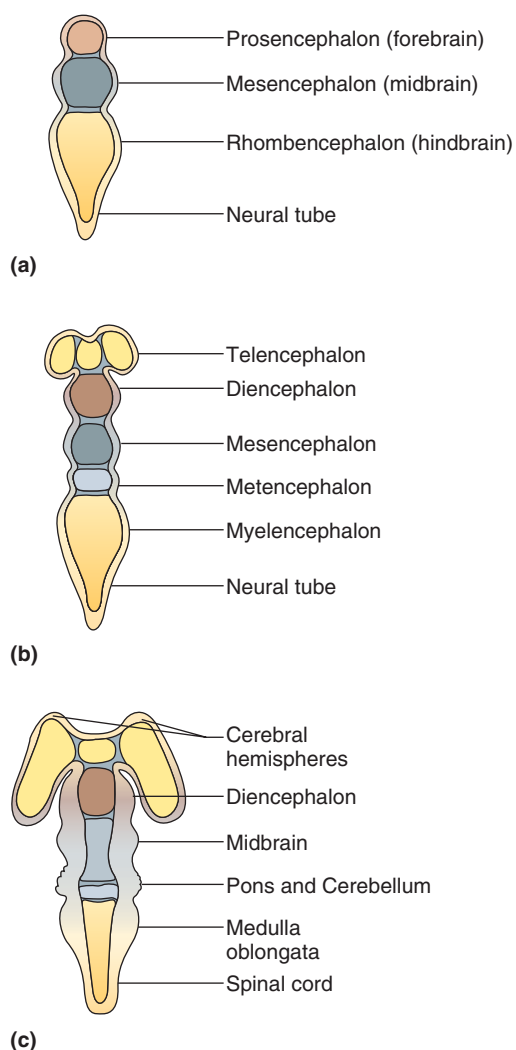 Prosencephalon (forebrain)
Mesencephalon (midbrain)
Rhombencephalon (hindbrain)
Neural tube
(a)
Telencephalon
Diencephalon
Mesencephalon
Metencephalon
Myelencephalon
Neural tube
(b)
Cerebral
hemispheres
Diencephalon
Midbrain
Pons and Cerebellum
Medulla
oblongata
Spinal cord
(c)